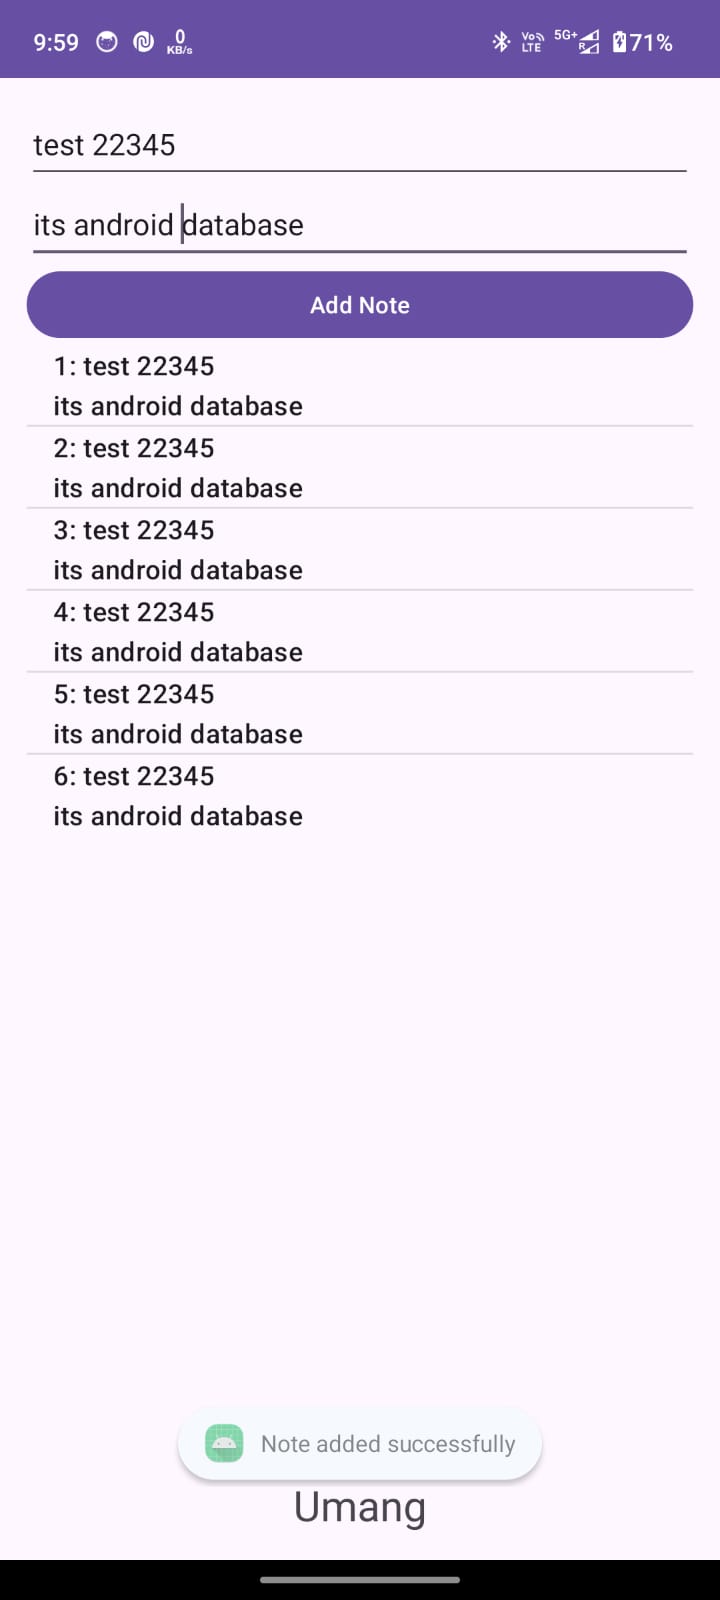 9:59 0 KB/s Vo LTE 5G+ R 71%
test 22345
its android database
Add Note
1: test 22345
its android database
2: test 22345
its android database
3: test 22345
its android database
4: test 22345
its android database
5: test 22345
its android database
6: test 22345
its android database
Note added successfully
Umang